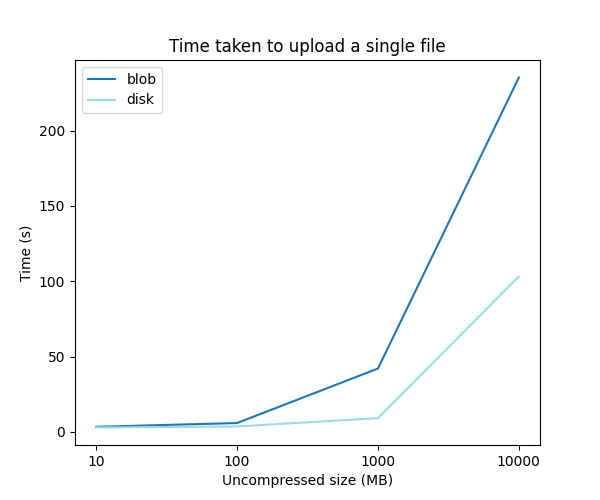 Time taken to upload a single file
blob
disk
200
150
100
50
0
Time (s)
10 100 1000 10000
Uncompressed size (MB)